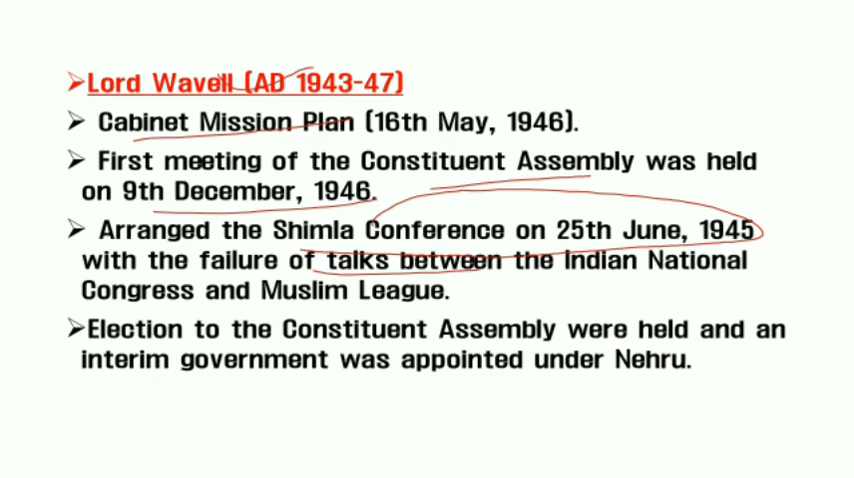 ➢Lord Wavell (AD 1943-47)
➢ Cabinet Mission Plan (16th May, 1946).
➢ First meeting of the Constituent Assembly was held
on 9th December, 1946.
➢ Arranged the Shimla Conference on 25th June, 1945
with the failure of talks between the Indian National
Congress and Muslim League.
➢Election to the Constituent Assembly were held and an
interim government was appointed under Nehru.